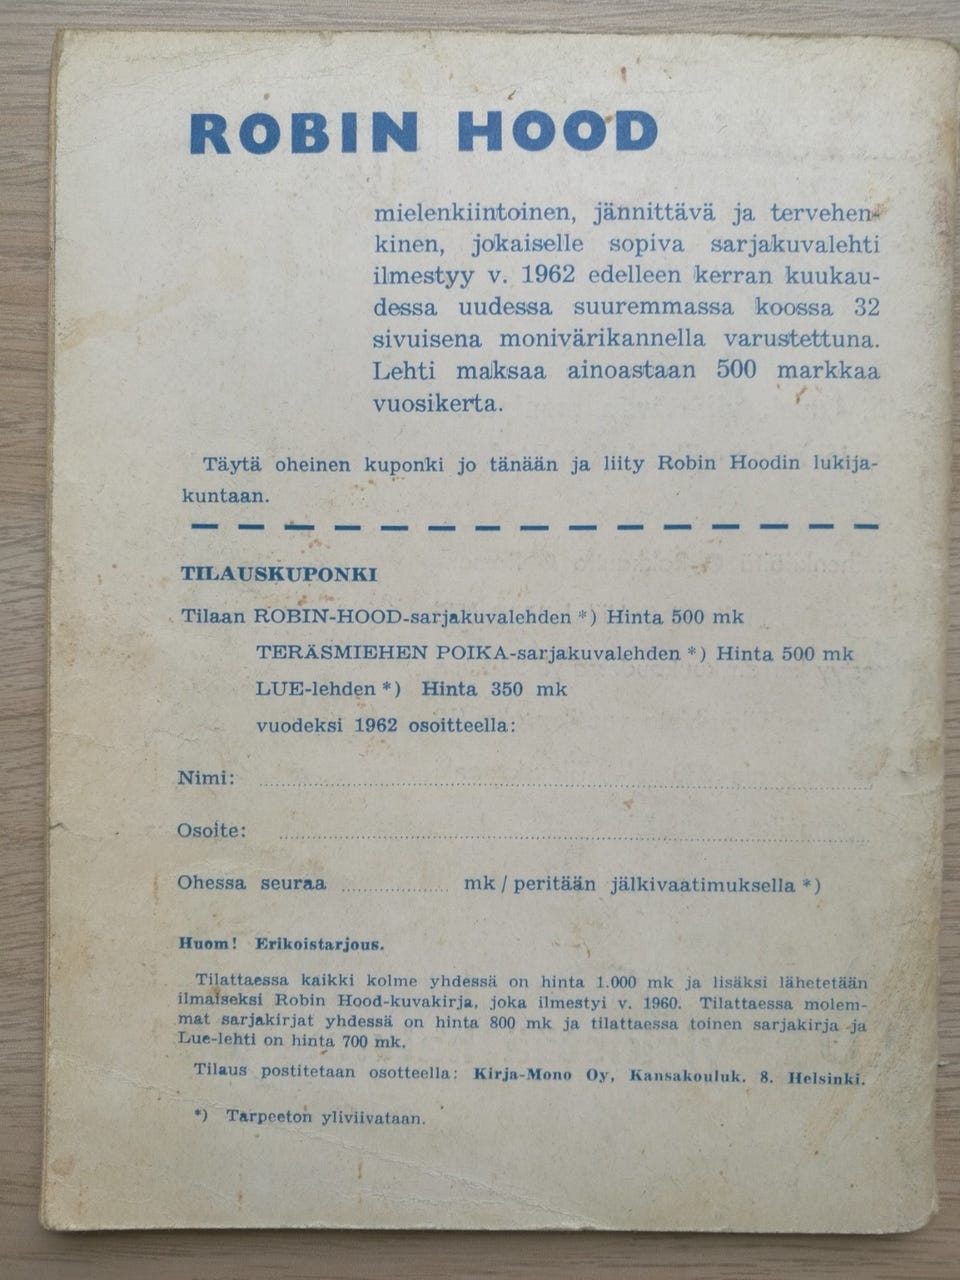 ROBIN HOOD
mielenkiintoinen, jännittävä ja tervehen-
kinen, jokaiselle sopiva sarjakuvalehti
ilmestyy v. 1962 edelleen kerran kuukau-
dessa uudessa suuremmassa koossa 32
sivuisena monivärikannella varustettuna.
Lehti maksaa ainoastaan 500 markkaa
vuosikerta.
Täytä oheinen kuponki jo tänään ja liity Robin Hoodin lukija-
kuntaan.
TILAUSKUPONKI
Tilaan ROBIN-HOOD-sarjakuvalehden *) Hinta 500 mk
TERÄSMIEHEN POIKA-sarjakuvalehden *) Hinta 500 mk
LUE-lehden *) Hinta 350 mk
vuodeksi 1962 osoitteella:
Nimi: ....................
Osoite: ....................
Ohessa seuraa .................. mk / peritään jälkivaatimuksella *)
Huom! Erikoistarjous.
Tilattaessa kaikki kolme yhdessä on hinta 1.000 mk ja lisäksi lähetetään
ilmaiseksi Robin Hood-kuvakirja, joka ilmestyi v. 1960. Tilattaessa molem-
mat sarjakirjat yhdessä on hinta 800 mk ja tilattaessa toinen sarjakirja ja
Lue-lehti on hinta 700 mk.
Tilaus postitetaan osotteella: Kirja-Mono Oy, Kansakouluk. 8. Helsinki.
*) Tarpeeton yliviivataan.